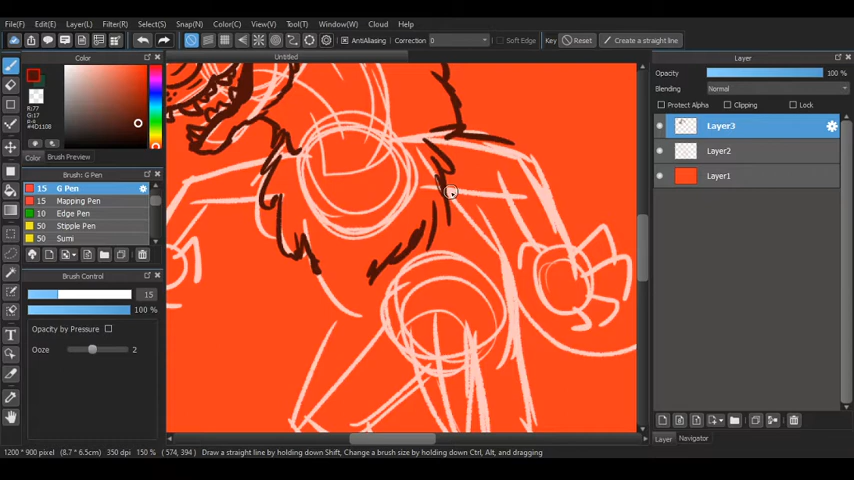 File(F) Edit(E) Layer(L) Filter(R) Select(S) Snap(N) Color(C) View(V) Tool(T) Window(W) Cloud Help
AntiAliasing Correction 0 Soft Edge Key Reset Create a straight line
Color
Untitled
Layer
Opacity 100 %
Blending Normal
Protect Alpha Clipping Lock
R:77
G:17
B:8
#4D1108
Color Brush Preview
Brush: G Pen
15 G Pen
15 Mapping Pen
10 Edge Pen
50 Stipple Pen
50 Sumi
Layer3
Layer2
Layer1
Brush Control
15
100 %
Opacity by Pressure
Ooze 2
Layer Navigator
1200 * 900 pixel (8.7 * 6.5cm) 350 dpi 150 % ( 574, 394 ) Draw a straight line by holding down Shift, Change a brush size by holding down Ctrl, Alt, and dragging